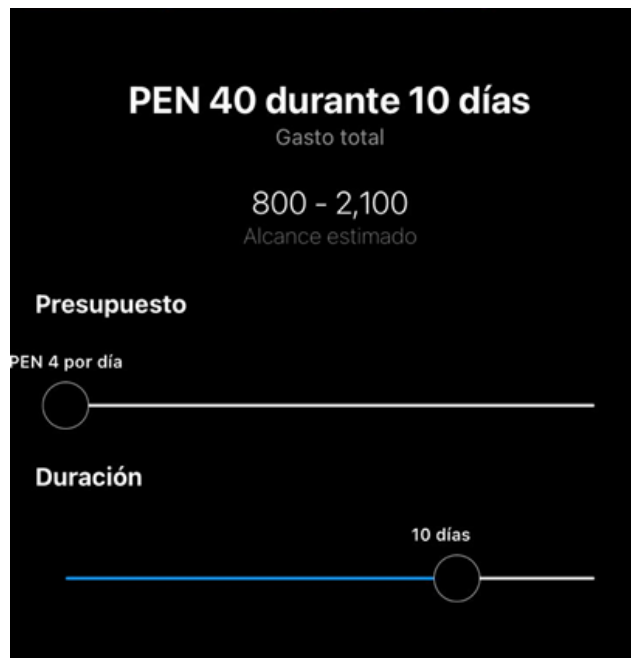 PEN 40 durante 10 días
Gasto total
800 - 2,100
Alcance estimado
Presupuesto
PEN 4 por día
Duración
10 días